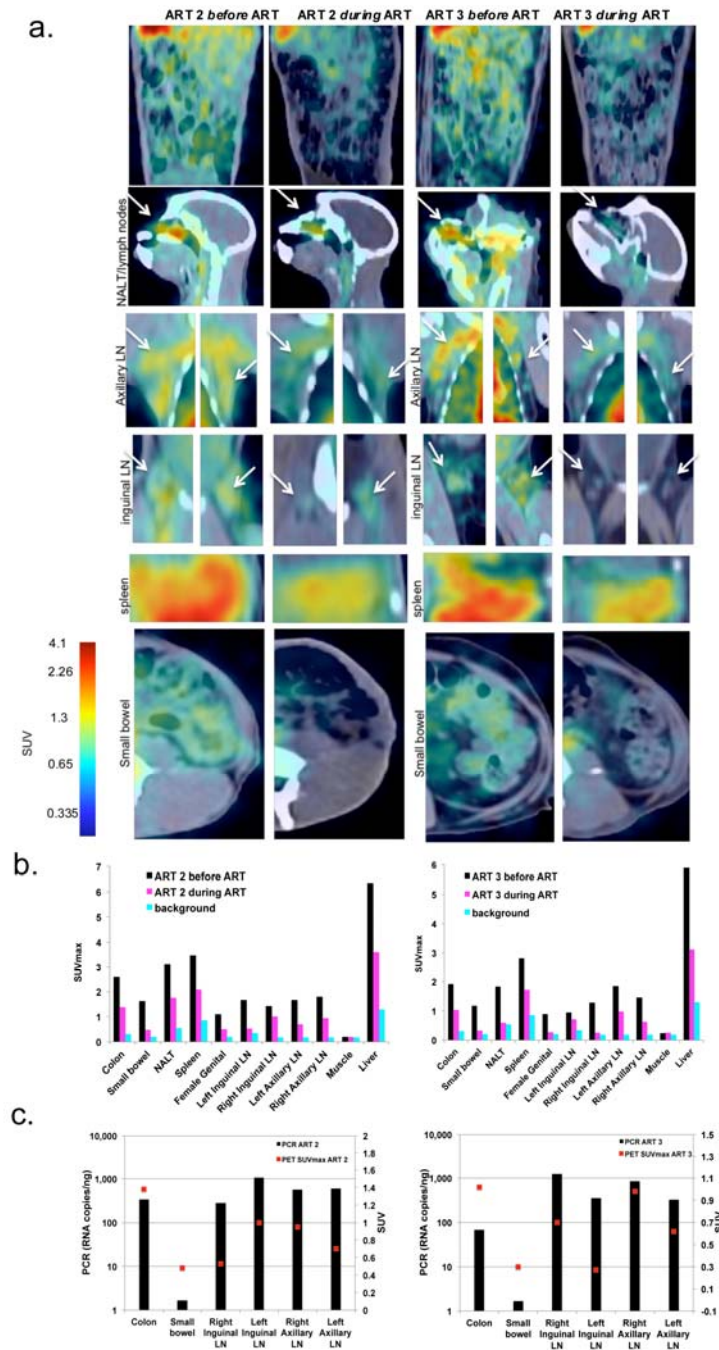 a.
ART 2 before ART ART 2 during ART ART 3 before ART ART 3 during ART
NALT/lymph nodes
Axillary LN
Axillary LN
inguinal LN
inguinal LN
spleen
spleen
Small bowel
Small bowel
4.1
2.26
1.3
0.65
0.335
SUV
b.
7
6
5
4
3
2
1
0
SUVmax
ART 2 before ART
ART 2 during ART
background
Colon
Small bowel
NALT
Spleen
Female Genital
Left Inguinal LN
Right Inguinal LN
Left Axillary LN
Right Axillary LN
Muscle
Liver
6
5
4
3
2
1
0
SUVmax
ART 3 before ART
ART 3 during ART
background
Colon
Small bowel
NALT
Spleen
Female Genital
Left Inguinal LN
Right Inguinal LN
Left Axillary LN
Right Axillary LN
Muscle
Liver
c.
10,000
1,000
100
10
1
PCR (RNA copies/ng)
PCR ART 2
PET SUVmax ART 2
2
1.8
1.6
1.4
1.2
1
0.8
0.6
0.4
0.2
0
SUV
Colon Small bowel Right Inguinal LN Left Inguinal LN Right Axillary LN Left Axillary LN
10,000
1,000
100
10
1
PCR (RNA copies/ng)
PCR ART 3
PET SUVmax ART 3
1.5
1.3
1.1
0.9
0.7
0.5
0.3
0.1
-0.1
SUV
Colon Small bowel Right Inguinal LN Left Inguinal LN Right Axillary LN Left Axillary LN